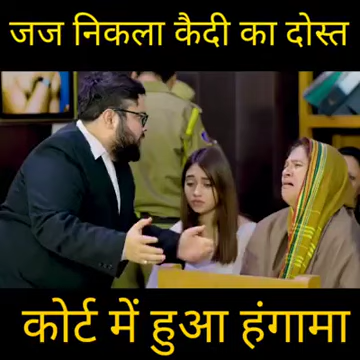 जज निकला कैदी का दोस्त
कोर्ट में हुआ हंगामा